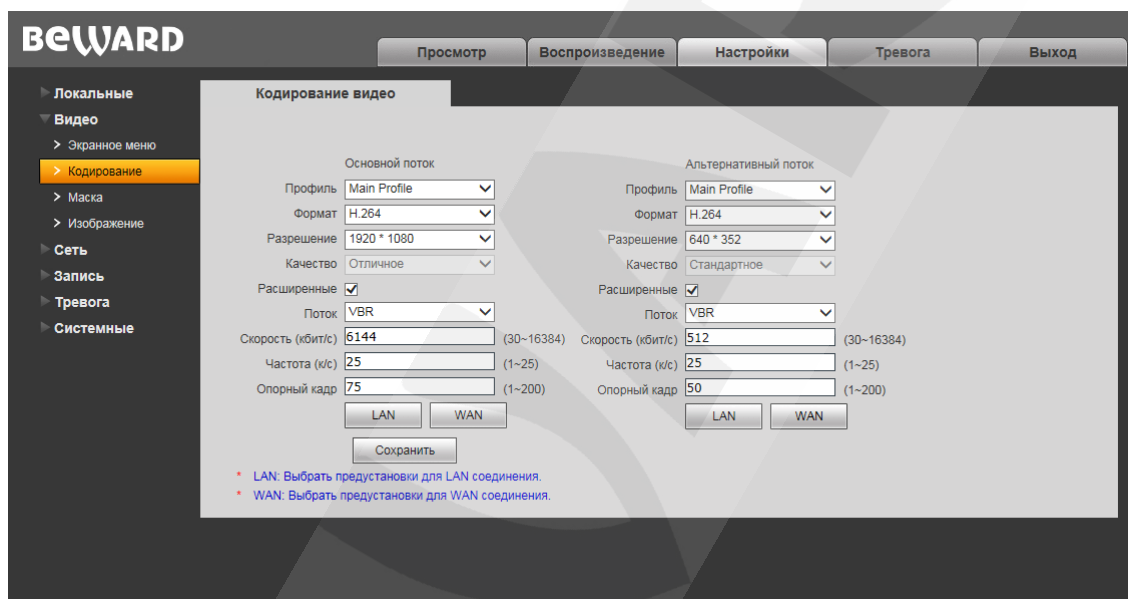 BEWARD
Просмотр Воспроизведение Настройки Тревога Выход
Локальные
Видео
> Экранное меню
> Кодирование
> Маска
> Изображение
Сеть
Запись
Тревога
Системные
Кодирование видео
Основной поток
Профиль Main Profile
Формат H.264
Разрешение 1920 * 1080
Качество Отличное
Расширенные
Поток VBR
Скорость (кбит/с) 6144 (30~16384)
Частота (к/с) 25 (1~25)
Опорный кадр 75 (1~200)
LAN WAN
Сохранить
Альтернативный поток
Профиль Main Profile
Формат H.264
Разрешение 640 * 352
Качество Стандартное
Расширенные
Поток VBR
Скорость (кбит/с) 512 (30~16384)
Частота (к/с) 25 (1~25)
Опорный кадр 50 (1~200)
LAN WAN
* LAN: Выбрать предустановки для LAN соединения.
* WAN: Выбрать предустановки для WAN соединения.